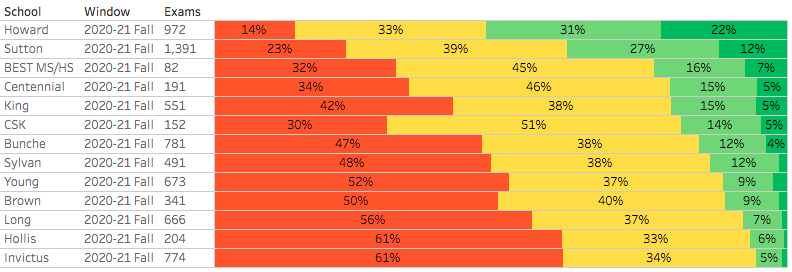 School Window Exams
Howard 2020-21 Fall 972 14% 33% 31% 22%
Sutton 2020-21 Fall 1,391 23% 39% 27% 12%
BEST MS/HS 2020-21 Fall 82 32% 45% 16% 7%
Centennial 2020-21 Fall 191 34% 46% 15% 5%
King 2020-21 Fall 551 42% 38% 15% 5%
CSK 2020-21 Fall 152 30% 51% 14% 5%
Bunche 2020-21 Fall 781 47% 38% 12% 4%
Sylvan 2020-21 Fall 491 48% 38% 12%
Young 2020-21 Fall 673 52% 37% 9%
Brown 2020-21 Fall 341 50% 40% 9%
Long 2020-21 Fall 666 56% 37% 7%
Hollis 2020-21 Fall 204 61% 33% 6%
Invictus 2020-21 Fall 774 61% 34% 5%